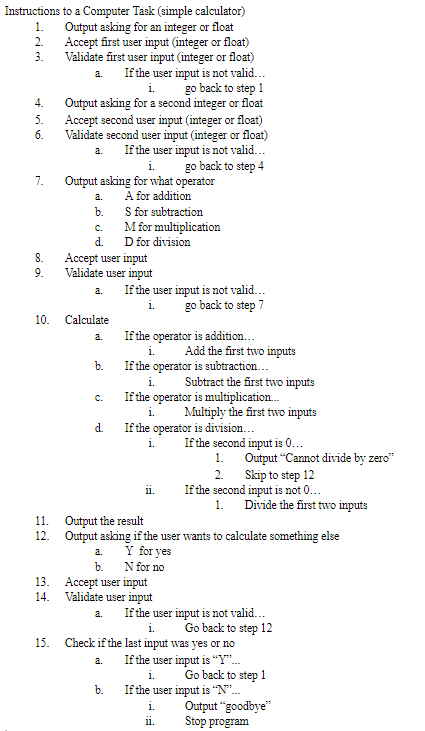 Instructions to a Computer Task (simple calculator)
1. Output asking for an integer or float
2. Accept first user input (integer or float)
3. Validate first user input (integer or float)
a. If the user input is not valid…
i. go back to step 1
4. Output asking for a second integer or float
5. Accept second user input (integer or float)
6. Validate second user input (integer or float)
a. If the user input is not valid…
i. go back to step 4
7. Output asking for what operator
a. A for addition
b. S for subtraction
c. M for multiplication
d. D for division
8. Accept user input
9. Validate user input
a. If the user input is not valid…
i. go back to step 7
10. Calculate
a. If the operator is addition…
i. Add the first two inputs
b. If the operator is subtraction…
i. Subtract the first two inputs
c. If the operator is multiplication...
i. Multiply the first two inputs
d. If the operator is division…
i. If the second input is 0…
1. Output “Cannot divide by zero”
2. Skip to step 12
ii. If the second input is not 0…
1. Divide the first two inputs
11. Output the result
12. Output asking if the user wants to calculate something else
a. Y for yes
b. N for no
13. Accept user input
14. Validate user input
a. If the user input is not valid…
i. Go back to step 12
15. Check if the last input was yes or no
a. If the user input is “Y”...
i. Go back to step 1
b. If the user input is “N”...
i. Output “goodbye”
ii. Stop program